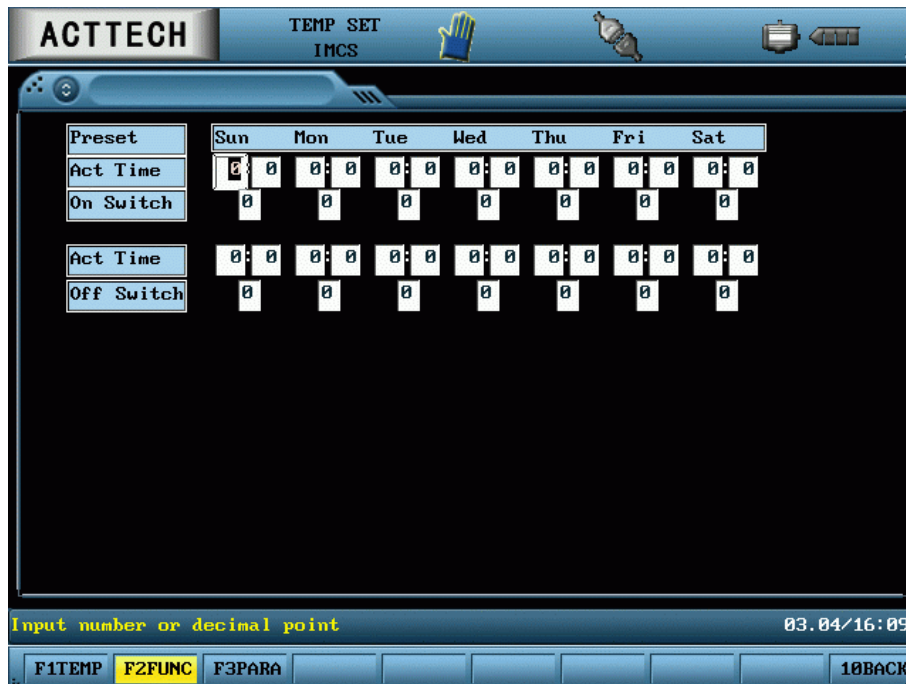 ACTTECH
TEMP SET
IMCS
Preset Sun Mon Tue Wed Thu Fri Sat
Act Time 0: 0 0: 0 0: 0 0: 0 0: 0 0: 0 0: 0
On Switch 0 0 0 0 0 0 0
Act Time 0: 0 0: 0 0: 0 0: 0 0: 0 0: 0 0: 0
Off Switch 0 0 0 0 0 0 0
Input number or decimal point 03.04/16:09
F1TEMP F2FUNC F3PARA 10BACK